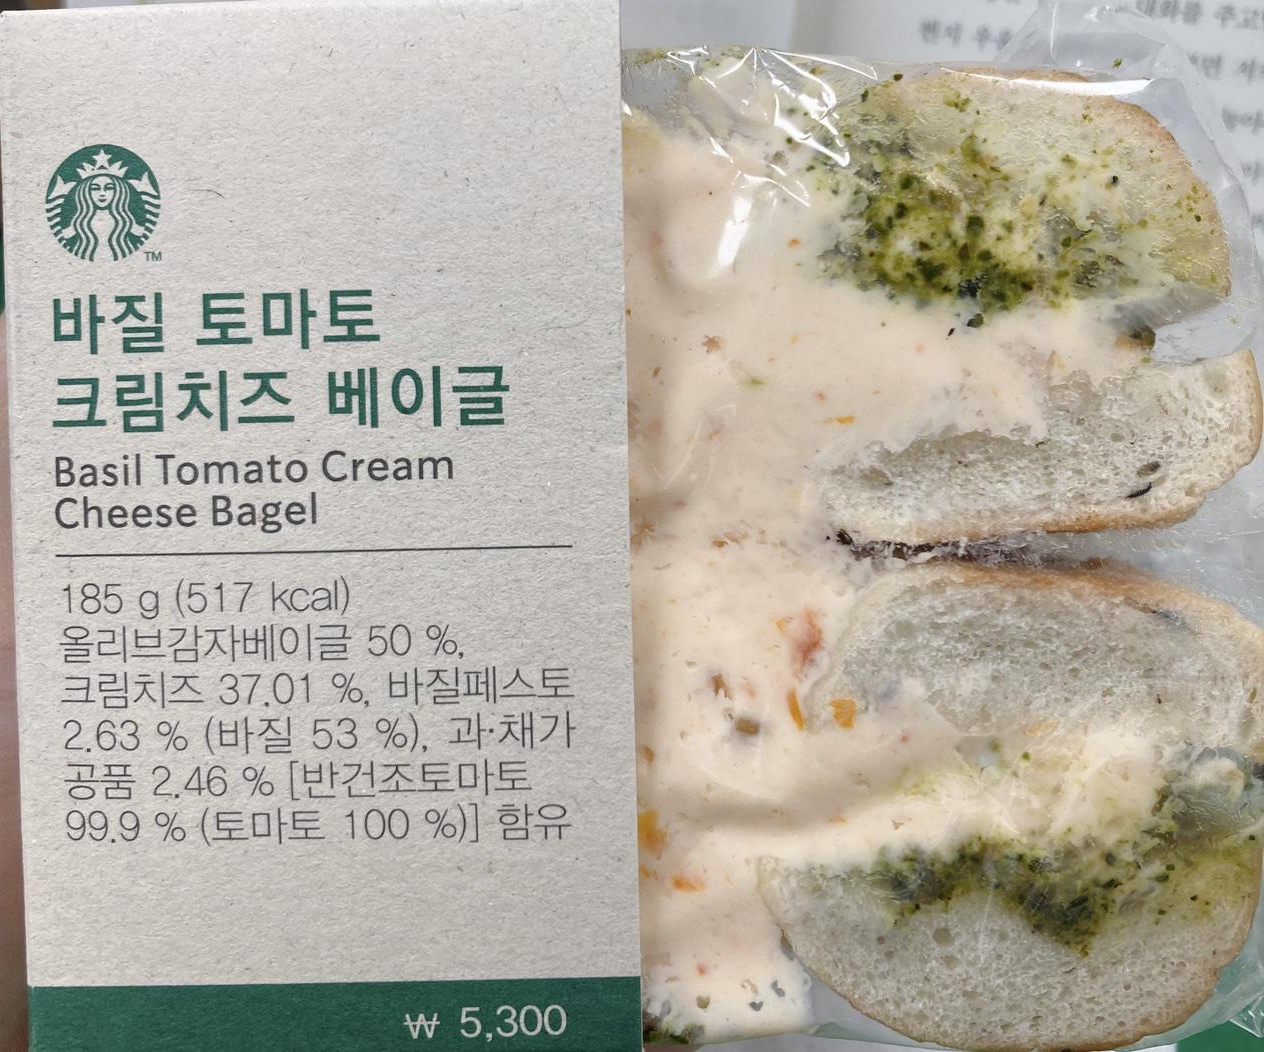 TM
바질 토마토
크림치즈 베이글
Basil Tomato Cream
Cheese Bagel
185 g (517 kcal)
올리브감자베이글 50 %,
크림치즈 37.01 %, 바질페스토
2.63 % (바질 53 %), 과·채가
공품 2.46 % [반건조토마토
99.9 % (토마토 100 %)] 함유
₩ 5,300